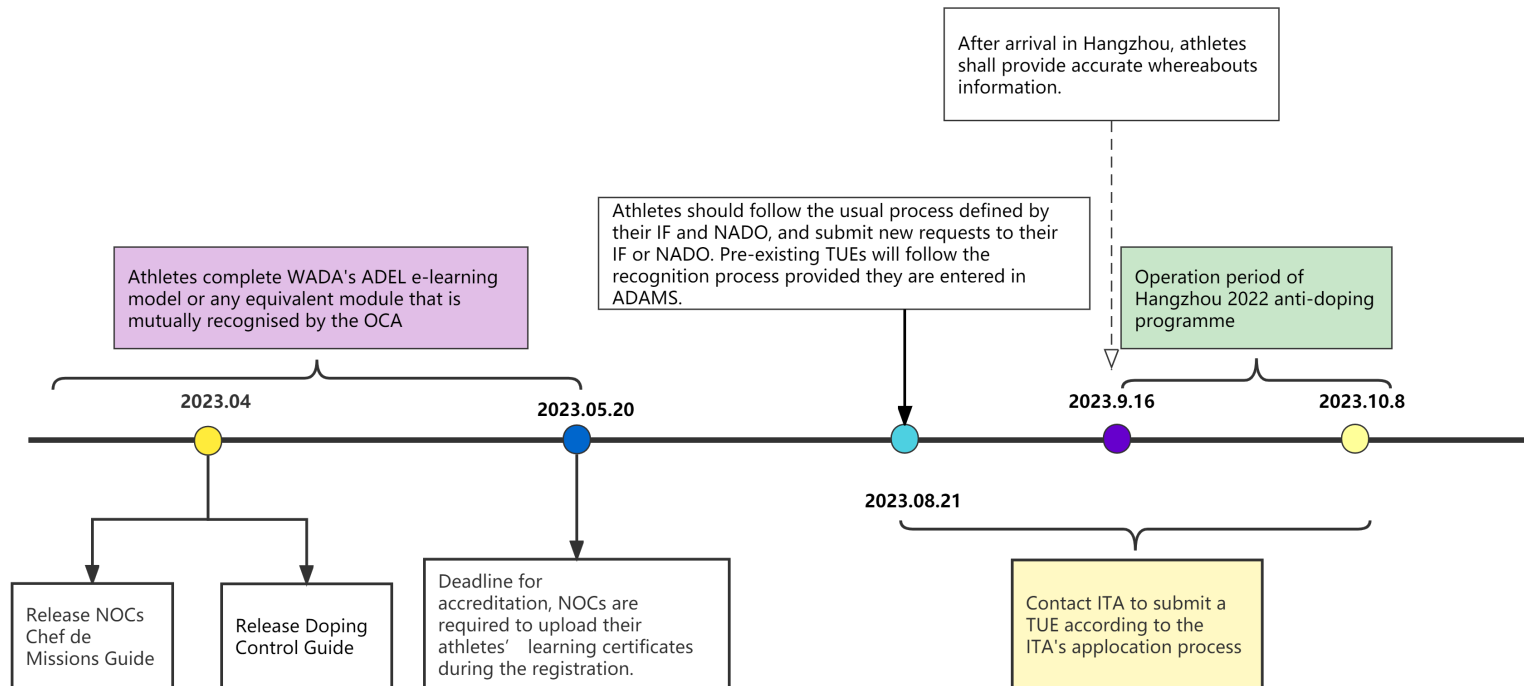 After arrival in Hangzhou, athletes
shall provide accurate whereabouts
information.
Athletes should follow the usual process defined by
their IF and NADO, and submit new requests to their
IF or NADO. Pre-existing TUEs will follow the
recognition process provided they are entered in
ADAMS.
Athletes complete WADA's ADEL e-learning
model or any equivalent module that is
mutually recognised by the OCA
Operation period of
Hangzhou 2022 anti-doping
programme
2023.04
2023.05.20
2023.9.16
2023.10.8
2023.08.21
Release NOCs
Chef de
Missions Guide
Release Doping
Control Guide
Deadline for
accreditation, NOCs are
required to upload their
athletes’ learning certificates
during the registration.
Contact ITA to submit a
TUE according to the
ITA's applocation process